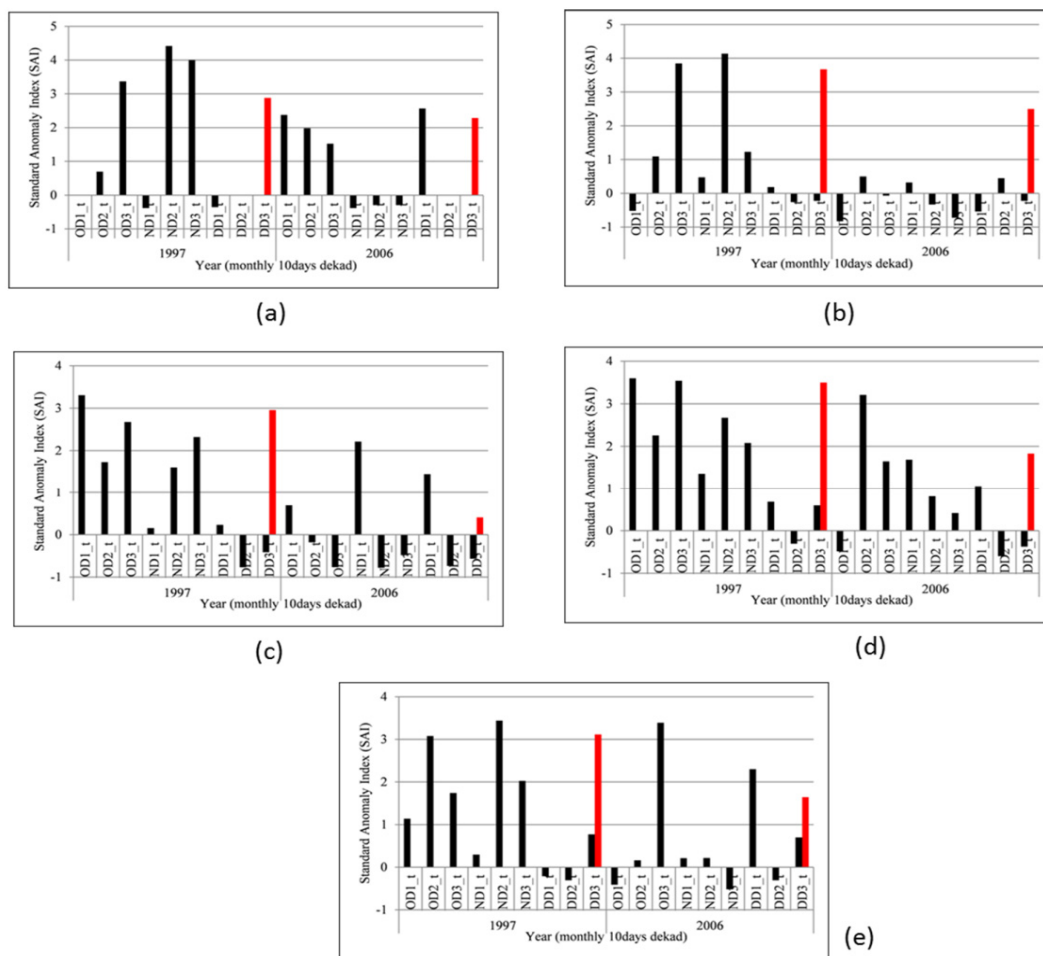 Standard Anomaly Index (SAI)
5
4
3
2
1
0
-1
OD1_t OD2_t OD3_t ND1_t ND2_t ND3_t DD1_t DD2_t DD3_t OD1_t OD2_t OD3_t ND1_t ND2_t ND3_t DD1_t DD2_t DD3_t
1997 2006
Year (monthly 10days dekad)
(a)
Standard Anomaly Index (SAI)
5
4
3
2
1
0
-1
OD1_t OD2_t OD3_t ND1_t ND2_t ND3_t DD1_t DD2_t DD3_t OD1_t OD2_t OD3_t ND1_t ND2_t ND3_t DD1_t DD2_t DD3_t
1997 2006
Year (monthly 10days dekad)
(b)
Standard Anomaly Index (SAI)
4
3
2
1
0
-1
OD1_t OD2_t OD3_t ND1_t ND2_t ND3_t DD1_t DD2_t DD3_t OD1_t OD2_t OD3_t ND1_t ND2_t ND3_t DD1_t DD2_t DD3_t
1997 2006
Year (monthly 10days dekad)
(c)
Standard Anomaly Index (SAI)
4
3
2
1
0
-1
OD1_t OD2_t OD3_t ND1_t ND2_t ND3_t DD1_t DD2_t DD3_t OD1_t OD2_t OD3_t ND1_t ND2_t ND3_t DD1_t DD2_t DD3_t
1997 2006
Year (monthly 10days dekad)
(d)
Standard Anomaly Index (SAI)
4
3
2
1
0
-1
OD1_t OD2_t OD3_t ND1_t ND2_t ND3_t DD1_t DD2_t DD3_t OD1_t OD2_t OD3_t ND1_t ND2_t ND3_t DD1_t DD2_t DD3_t
1997 2006
Year (monthly 10days dekad)
(e)